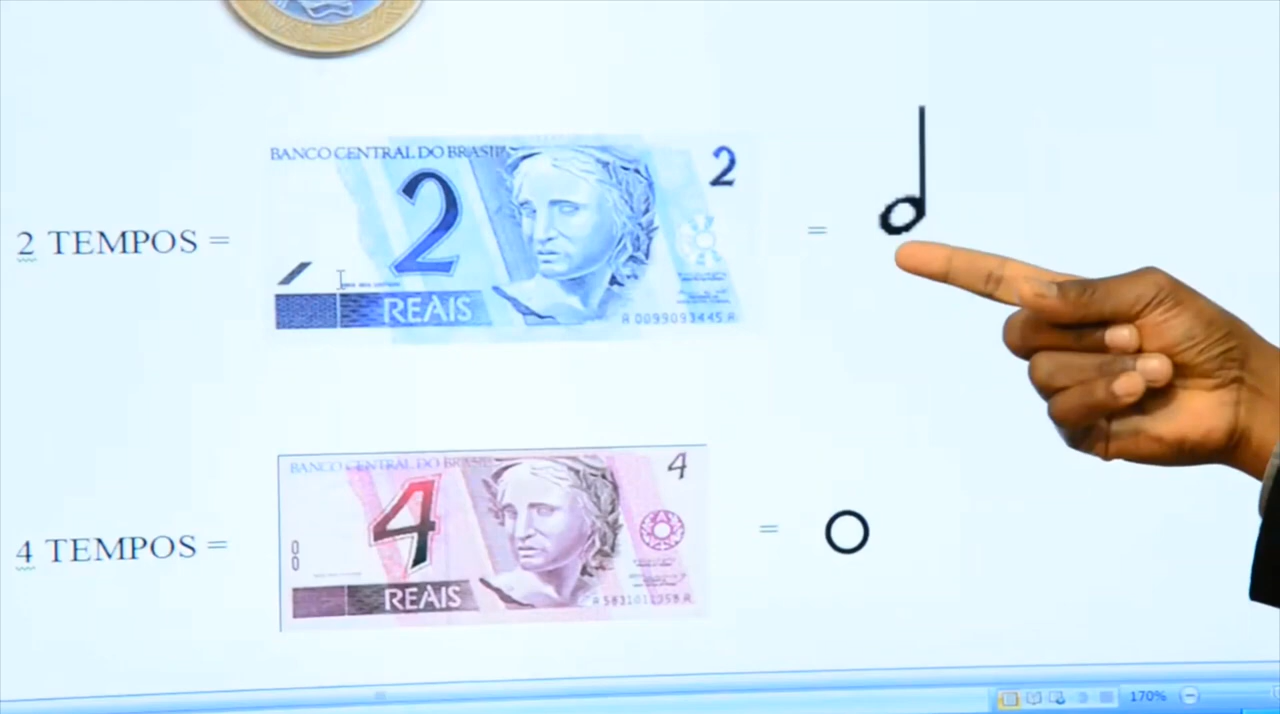 BANCO CENTRAL DO BRASIL
2
2
2 TEMPOS =
=
REAIS
A 0099093445 A
BANCO CENTRAL DO BRASIL
4
4
4 TEMPOS =
=
REAIS
170%